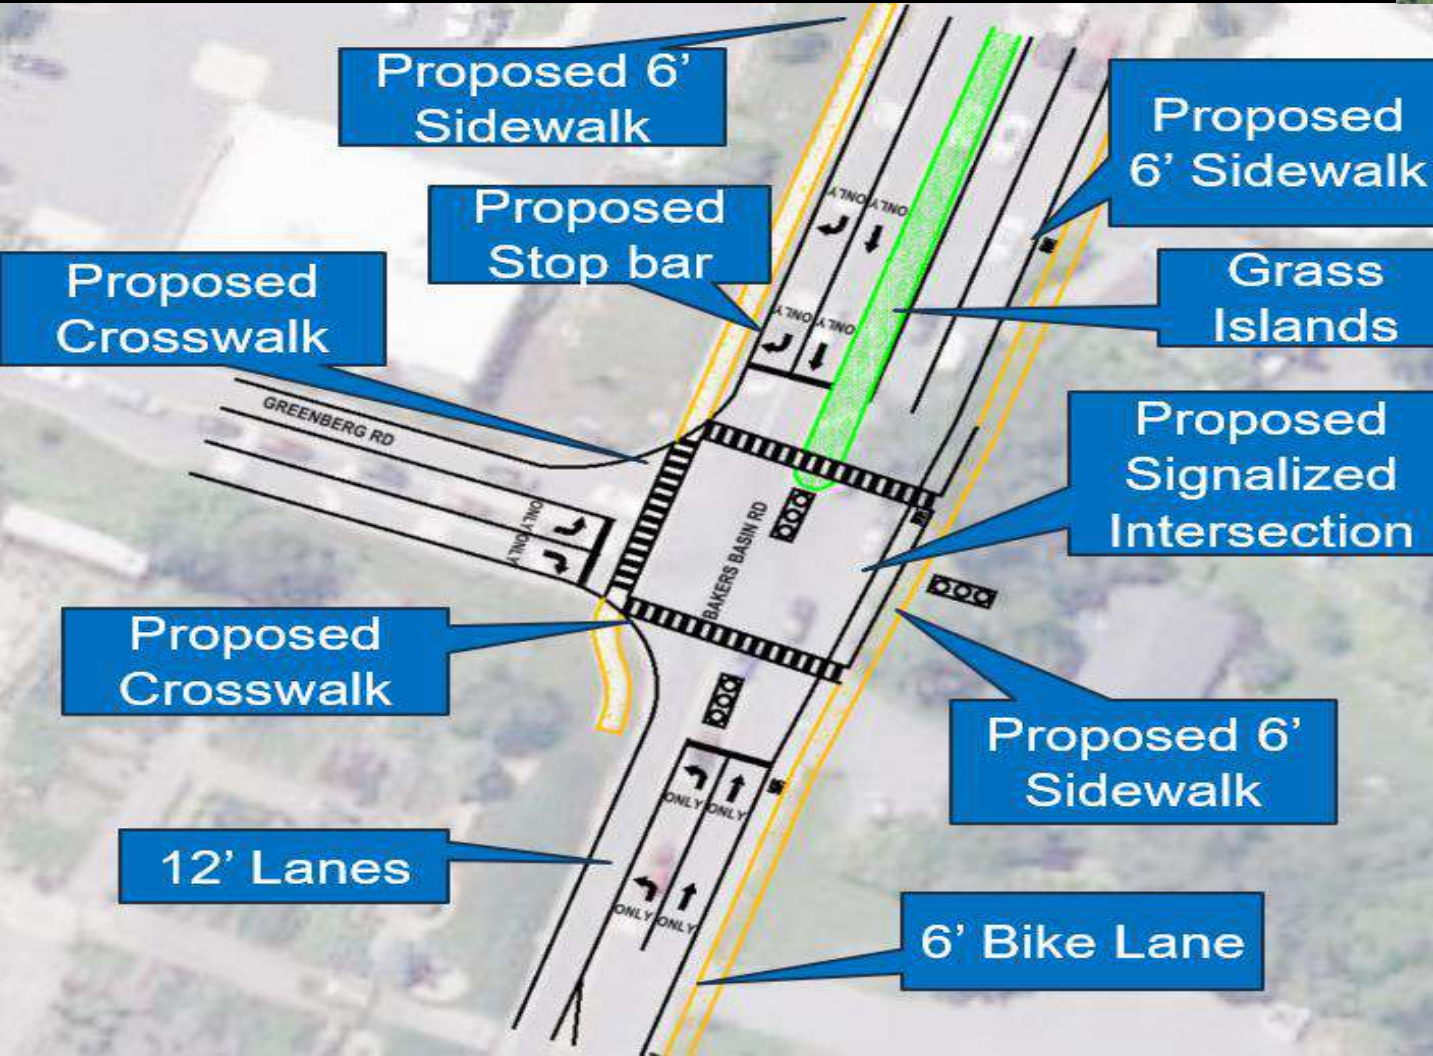 Proposed 6’
Sidewalk
Proposed
6’ Sidewalk
Proposed
Stop bar
Proposed
Crosswalk
Grass
Islands
ONLY ONLY
ONLY ONLY
GREENBERG RD
Proposed
Signalized
Intersection
ONLY
ONLY
BAKERS BASIN RD
Proposed
Crosswalk
Proposed 6’
Sidewalk
ONLY ONLY
12’ Lanes
ONLY ONLY
6’ Bike Lane